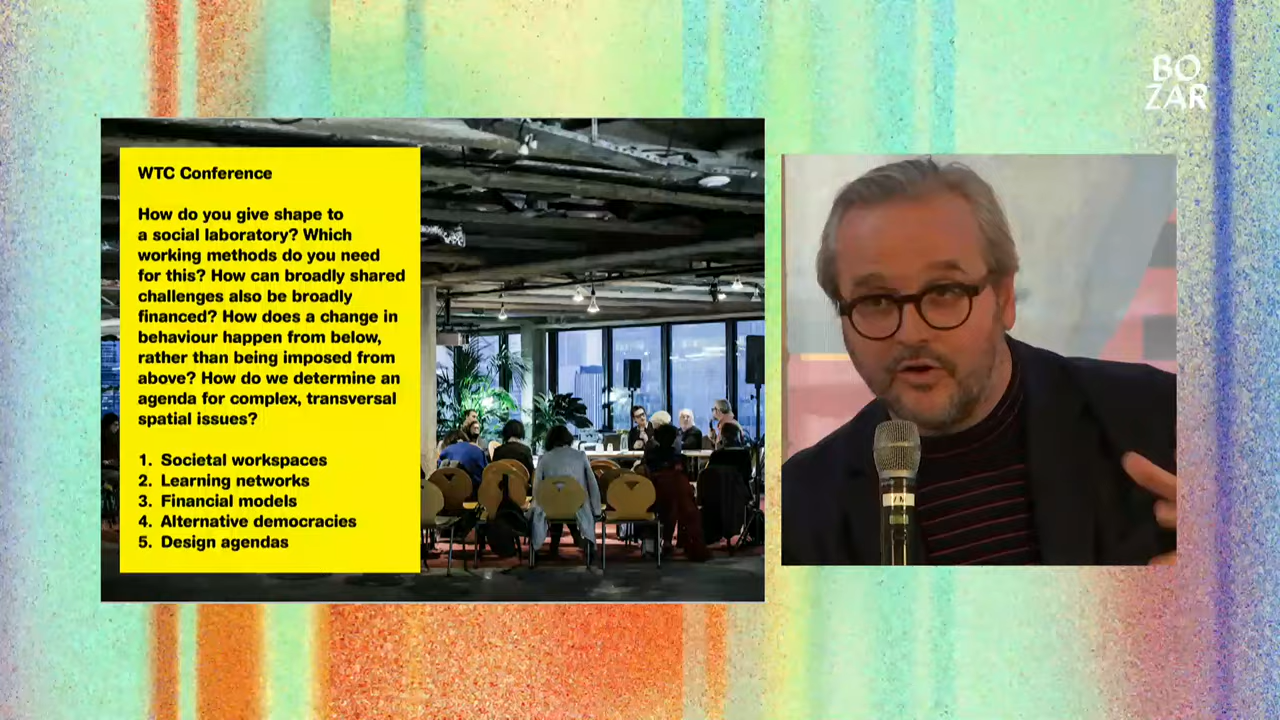 BO
ZAR
WTC Conference
How do you give shape to
a social laboratory? Which
working methods do you need
for this? How can broadly shared
challenges also be broadly
financed? How does a change in
behaviour happen from below,
rather than being imposed from
above? How do we determine an
agenda for complex, transversal
spatial issues?
1. Societal workspaces
2. Learning networks
3. Financial models
4. Alternative democracies
5. Design agendas